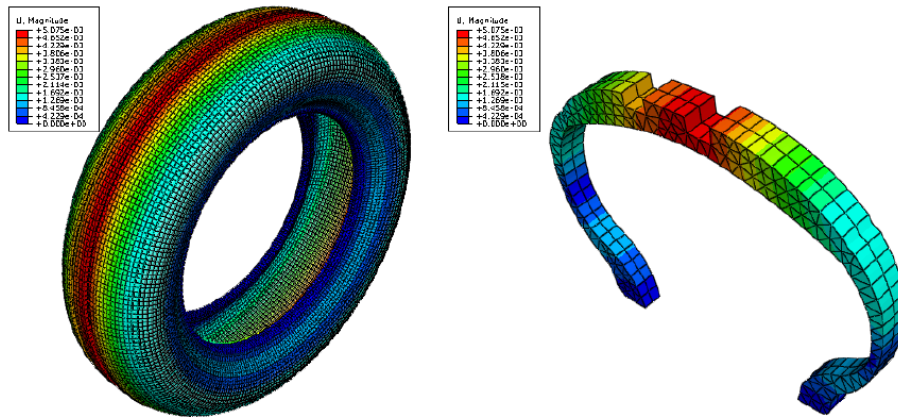 U, Magnitude
+5.075e-03
+4.652e-03
+4.229e-03
+3.806e-03
+3.383e-03
+2.960e-03
+2.537e-03
+2.114e-03
+1.692e-03
+1.269e-03
+8.458e-04
+4.229e-04
+0.000e+00
U, Magnitude
+5.075e-03
+4.652e-03
+4.229e-03
+3.806e-03
+3.383e-03
+2.960e-03
+2.538e-03
+2.115e-03
+1.692e-03
+1.269e-03
+8.458e-04
+4.229e-04
+0.000e+00